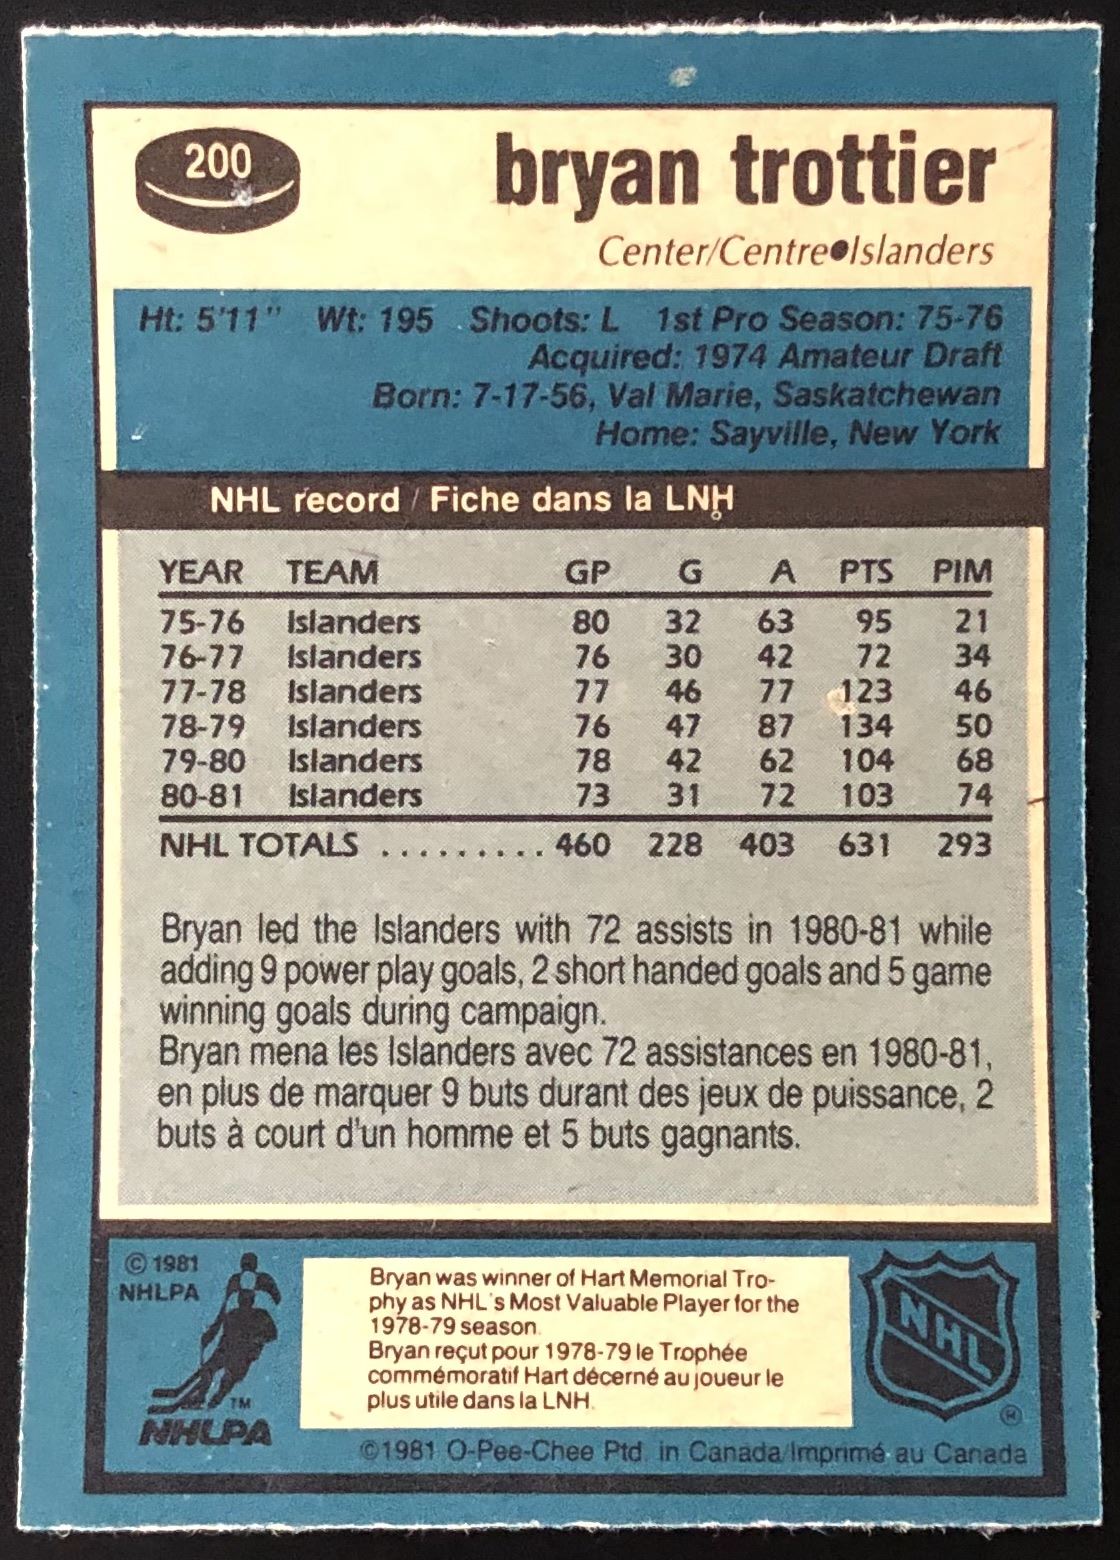 200
bryan trottier
Center/Centre●Islanders
Ht: 5'11" Wt: 195 Shoots: L 1st Pro Season: 75-76
Acquired: 1974 Amateur Draft
Born: 7-17-56, Val Marie, Saskatchewan
Home: Sayville, New York
NHL record / Fiche dans la LNH
YEAR TEAM GP G A PTS PIM
75-76 Islanders 80 32 63 95 21
76-77 Islanders 76 30 42 72 34
77-78 Islanders 77 46 77 123 46
78-79 Islanders 76 47 87 134 50
79-80 Islanders 78 42 62 104 68
80-81 Islanders 73 31 72 103 74
NHL TOTALS .......... 460 228 403 631 293
Bryan led the Islanders with 72 assists in 1980-81 while
adding 9 power play goals, 2 short handed goals and 5 game
winning goals during campaign.
Bryan mena les Islanders avec 72 assistances en 1980-81,
en plus de marquer 9 buts durant des jeux de puissance, 2
buts à court d'un homme et 5 buts gagnants.
© 1981
NHLPA
TM
NHLPA
Bryan was winner of Hart Memorial Tro-
phy as NHL's Most Valuable Player for the
1978-79 season.
Bryan reçut pour 1978-79 le Trophée
commémoratif Hart décerné au joueur le
plus utile dans la LNH.
NHL
®
©1981 O-Pee-Chee Ptd. in Canada/Imprimé au Canada